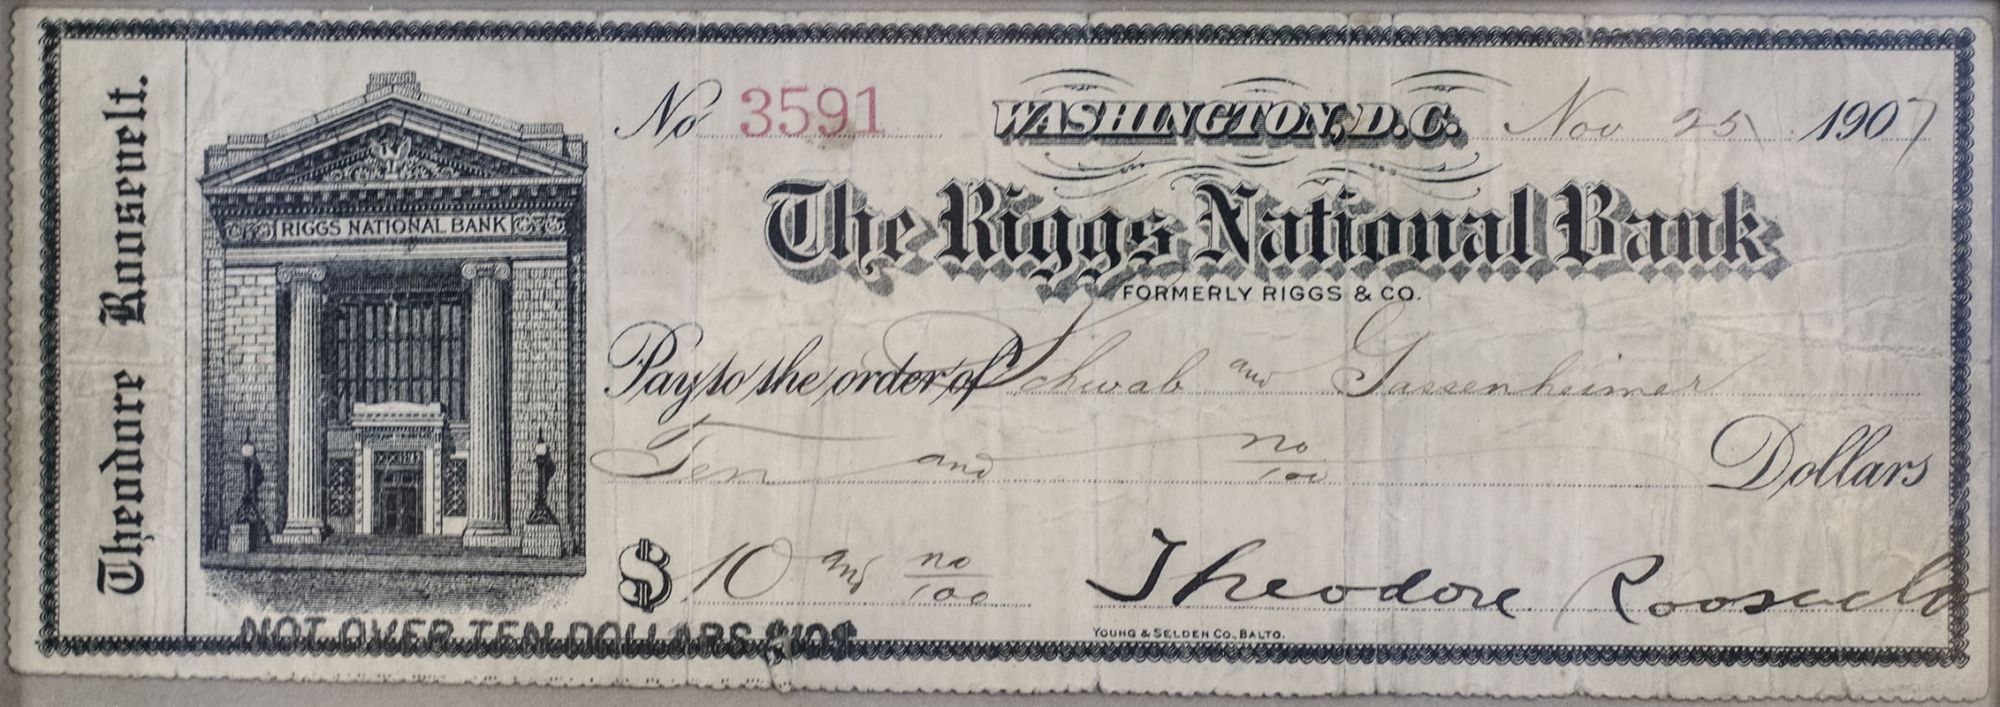 Theodore Roosevelt.
RIGGS NATIONAL BANK
No 3591 WASHINGTON, D.C. Nov 25 1907
The Riggs National Bank
FORMERLY RIGGS & CO.
Pay to the order of Schwab and Gassenheimer
Ten and no/100 Dollars
$ 10 and no/100 Theodore Roosevelt
YOUNG & SELDEN CO., BALTO.
NOT OVER TEN DOLLARS $10$